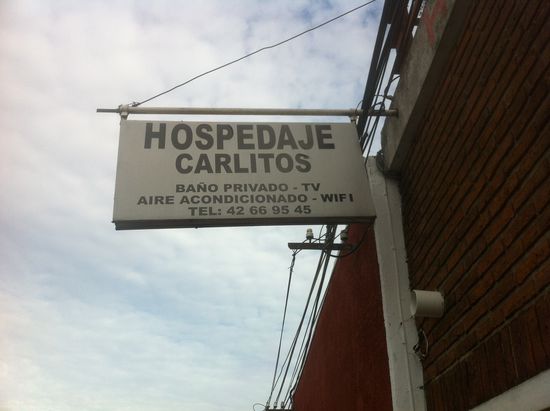 HOSPEDAJE
CARLITOS
BAÑO PRIVADO - TV
AIRE ACONDICIONADO - WIFI
TEL: 42 66 95 45